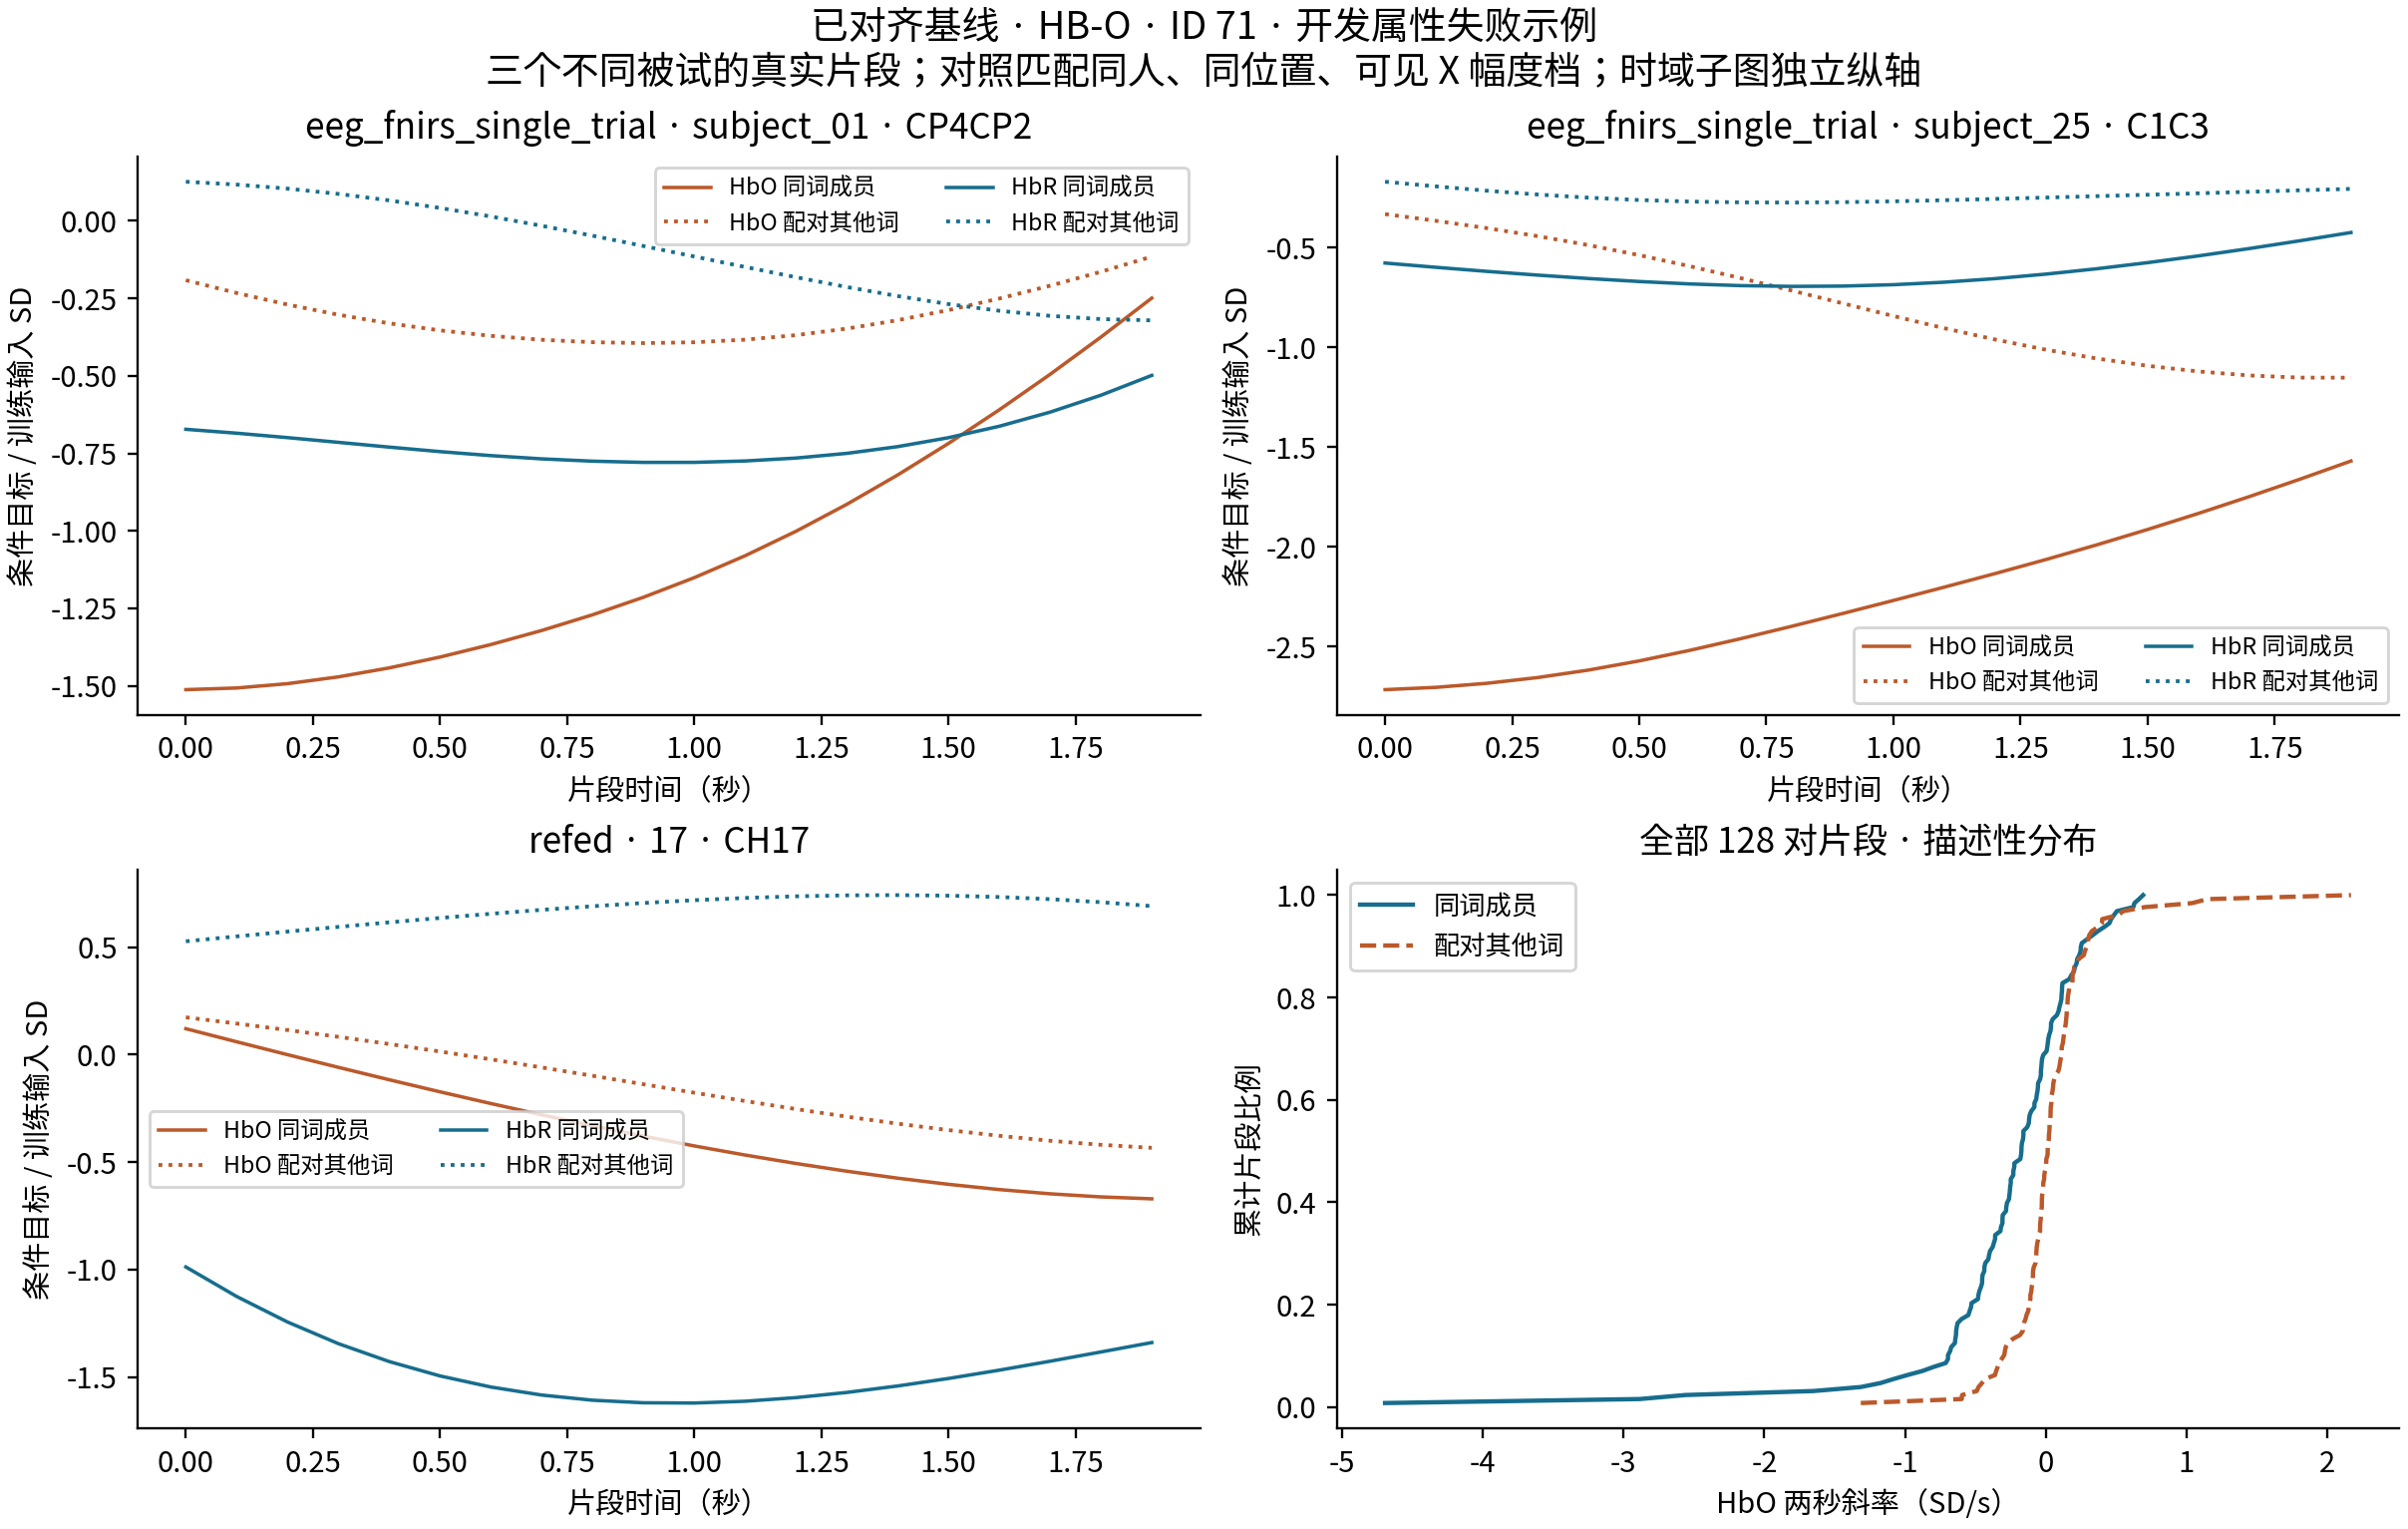 已对齐基线 · HB-O · ID 71 · 开发属性失败示例
三个不同被试的真实片段；对照匹配同人、同位置、可见 X 幅度档；时域子图独立纵轴
eeg_fnirs_single_trial · subject_01 · CP4CP2
HbO 同词成员
HbR 同词成员
HbO 配对其他词
HbR 配对其他词
条件目标 / 训练输入 SD
0.00
-0.25
-0.50
-0.75
-1.00
-1.25
-1.50
0.00 0.25 0.50 0.75 1.00 1.25 1.50 1.75
片段时间（秒）
eeg_fnirs_single_trial · subject_25 · C1C3
条件目标 / 训练输入 SD
-0.5
-1.0
-1.5
-2.0
-2.5
HbO 同词成员
HbR 同词成员
HbO 配对其他词
HbR 配对其他词
0.00 0.25 0.50 0.75 1.00 1.25 1.50 1.75
片段时间（秒）
refed · 17 · CH17
条件目标 / 训练输入 SD
0.5
0.0
-0.5
-1.0
-1.5
HbO 同词成员
HbR 同词成员
HbO 配对其他词
HbR 配对其他词
0.00 0.25 0.50 0.75 1.00 1.25 1.50 1.75
片段时间（秒）
全部 128 对片段 · 描述性分布
同词成员
配对其他词
累计片段比例
1.0
0.8
0.6
0.4
0.2
0.0
-5 -4 -3 -2 -1 0 1 2
HbO 两秒斜率（SD/s）